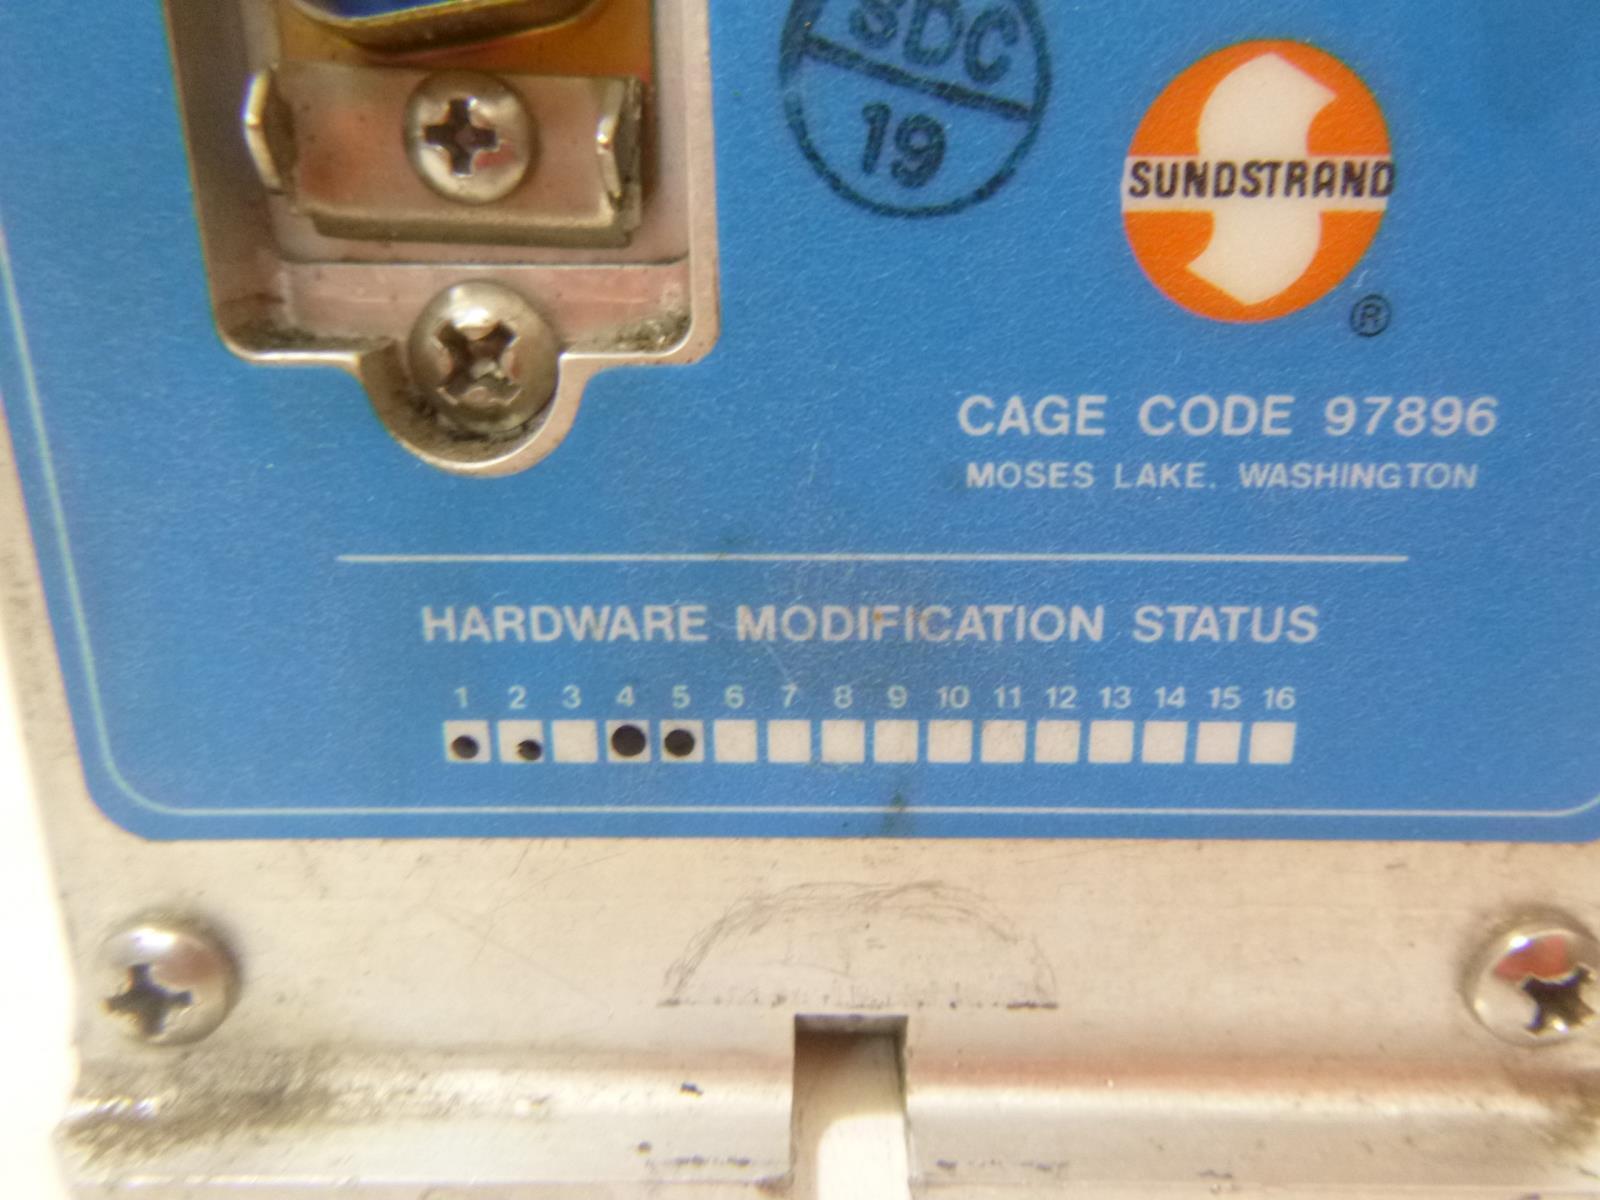 SDC
19
SUNDSTRAND
®
CAGE CODE 97896
MOSES LAKE, WASHINGTON
HARDWARE MODIFICATION STATUS
1 2 3 4 5 6 7 8 9 10 11 12 13 14 15 16